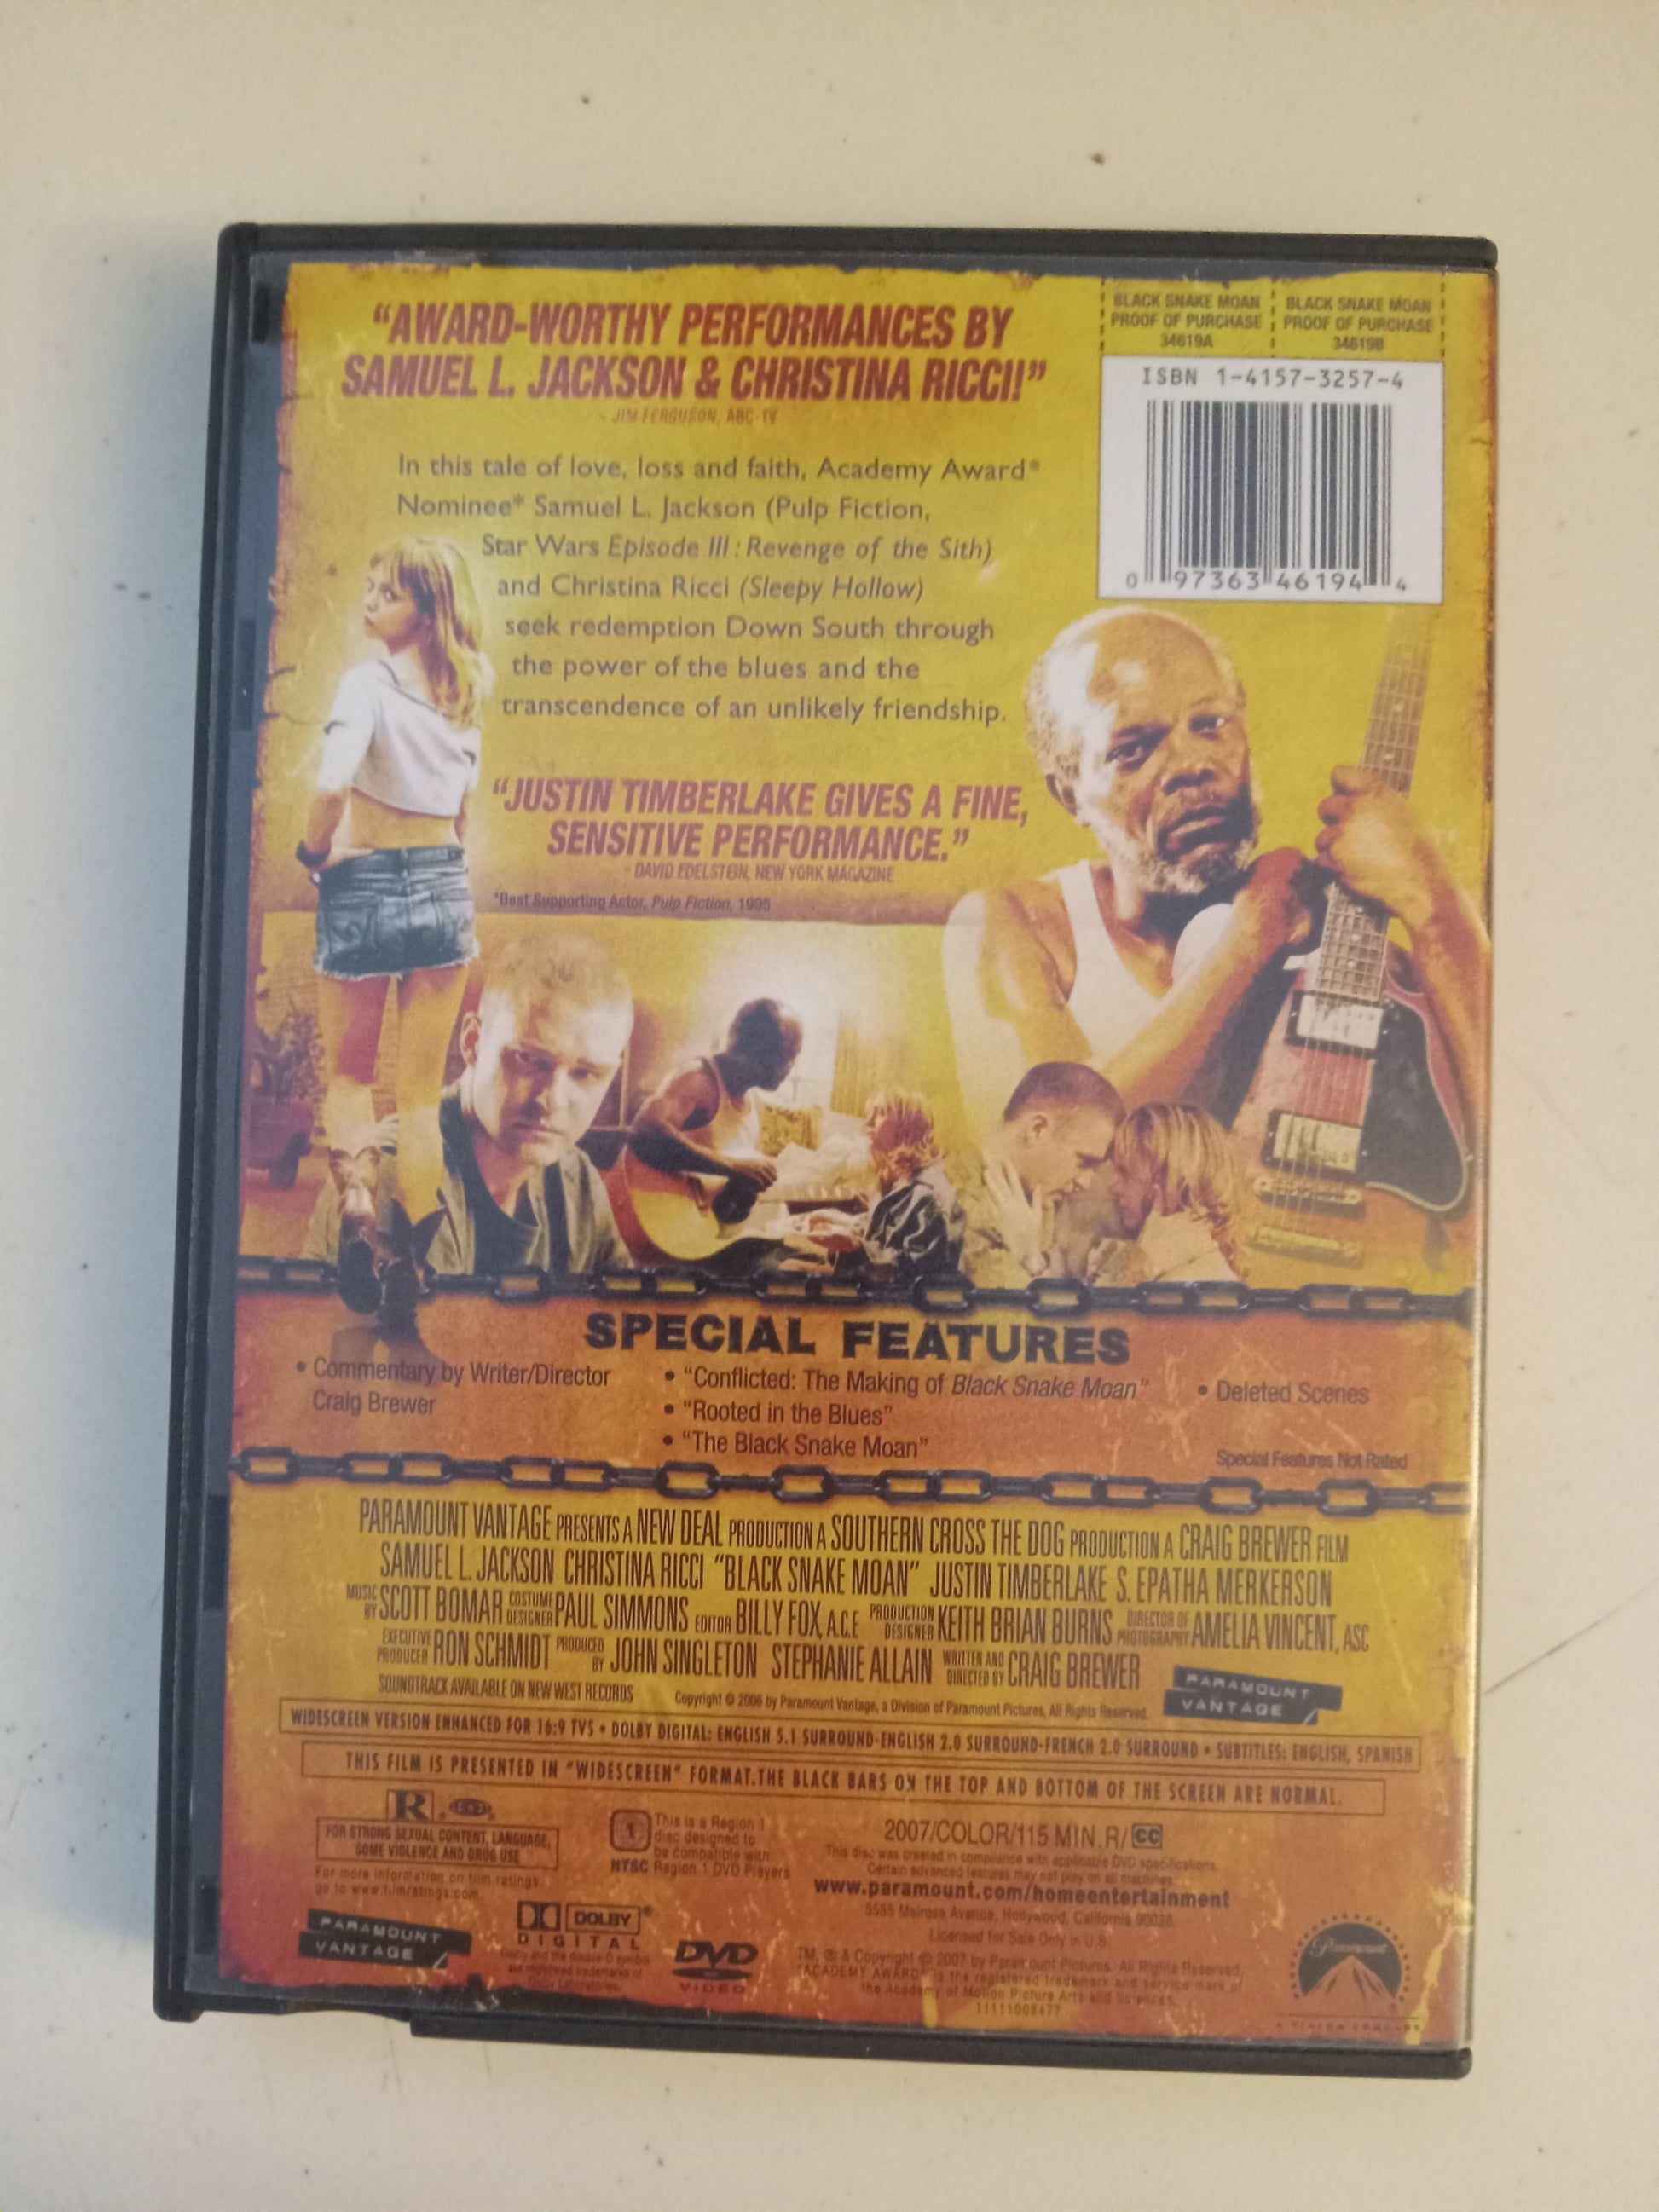 “AWARD-WORTHY PERFORMANCES BY
SAMUEL L. JACKSON & CHRISTINA RICCI!”
- JIM FERGUSON, ABC-TV
BLACK SNAKE MOAN
PROOF OF PURCHASE
34619A
BLACK SNAKE MOAN
PROOF OF PURCHASE
34619B
ISBN 1-4157-3257-4
0 97363 46194 4
In this tale of love, loss and faith, Academy Award®
Nominee* Samuel L. Jackson (Pulp Fiction,
Star Wars Episode III: Revenge of the Sith)
and Christina Ricci (Sleepy Hollow)
seek redemption Down South through
the power of the blues and the
transcendence of an unlikely friendship.
“JUSTIN TIMBERLAKE GIVES A FINE,
SENSITIVE PERFORMANCE.”
- DAVID EDELSTEIN, NEW YORK MAGAZINE
*Best Supporting Actor, Pulp Fiction, 1995
SPECIAL FEATURES
• Commentary by Writer/Director
Craig Brewer
• “Conflicted: The Making of Black Snake Moan”
• “Rooted in the Blues”
• “The Black Snake Moan”
• Deleted Scenes
Special Features Not Rated
PARAMOUNT VANTAGE PRESENTS A NEW DEAL PRODUCTION A SOUTHERN CROSS THE DOG PRODUCTION A CRAIG BREWER FILM
SAMUEL L. JACKSON CHRISTINA RICCI “BLACK SNAKE MOAN” JUSTIN TIMBERLAKE S. EPATHA MERKERSON
MUSIC BY SCOTT BOMAR COSTUME DESIGNER PAUL SIMMONS EDITOR BILLY FOX, A.C.E. PRODUCTION DESIGNER KEITH BRIAN BURNS DIRECTOR OF PHOTOGRAPHY AMELIA VINCENT, ASC
EXECUTIVE PRODUCER RON SCHMIDT PRODUCED BY JOHN SINGLETON STEPHANIE ALLAIN WRITTEN AND DIRECTED BY CRAIG BREWER
SOUNDTRACK AVAILABLE ON NEW WEST RECORDS Copyright © 2006 by Paramount Vantage, a Division of Paramount Pictures, All Rights Reserved.
PARAMOUNT
VANTAGE
WIDESCREEN VERSION ENHANCED FOR 16:9 TVS • DOLBY DIGITAL: ENGLISH 5.1 SURROUND-ENGLISH 2.0 SURROUND-FRENCH 2.0 SURROUND • SUBTITLES: ENGLISH, SPANISH
THIS FILM IS PRESENTED IN “WIDESCREEN” FORMAT.THE BLACK BARS ON THE TOP AND BOTTOM OF THE SCREEN ARE NORMAL.
R
FOR STRONG SEXUAL CONTENT, LANGUAGE,
SOME VIOLENCE AND DRUG USE
For more information on film ratings
go to www.filmratings.com
1
NTSC
This is a Region 1
disc designed to
be compatible with
Region 1 DVD Players
2007/COLOR/115 MIN.R/CC
This disc was created in compliance with applicable DVD specifications.
Certain advanced features may not play on all machines.
www.paramount.com/homeentertainment
5555 Melrose Avenue, Hollywood, California 90038
Licensed for Sale Only in U.S.
PARAMOUNT
VANTAGE
DOLBY®
DIGITAL
Dolby and the double-D symbol
are registered trademarks of
Dolby Laboratories.
DVD
VIDEO
TM, ® & Copyright © 2007 by Paramount Pictures. All Rights Reserved.
“ACADEMY AWARD” is the registered trademark and service mark of
the Academy of Motion Picture Arts and Sciences.
11111008477
Paramount
A VIACOM COMPANY